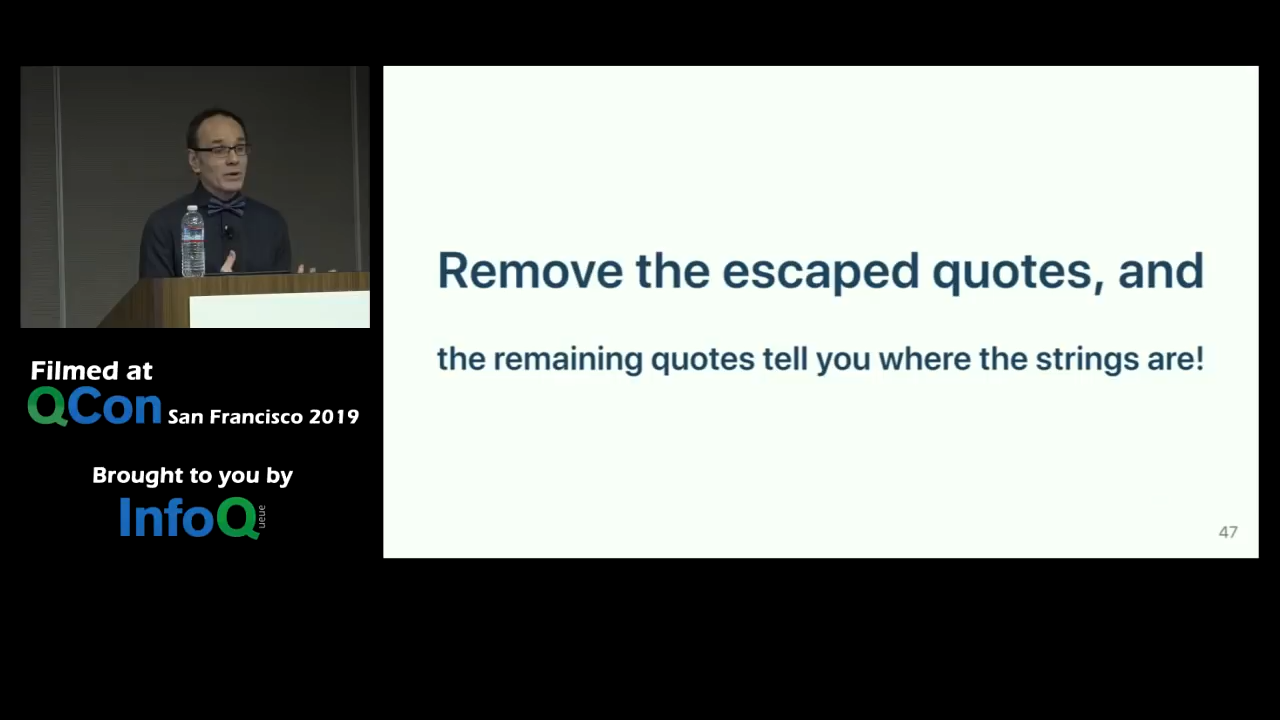 Remove the escaped quotes, and
the remaining quotes tell you where the strings are!
47
Filmed at
QCon San Francisco 2019
Brought to you by
InfoQueue